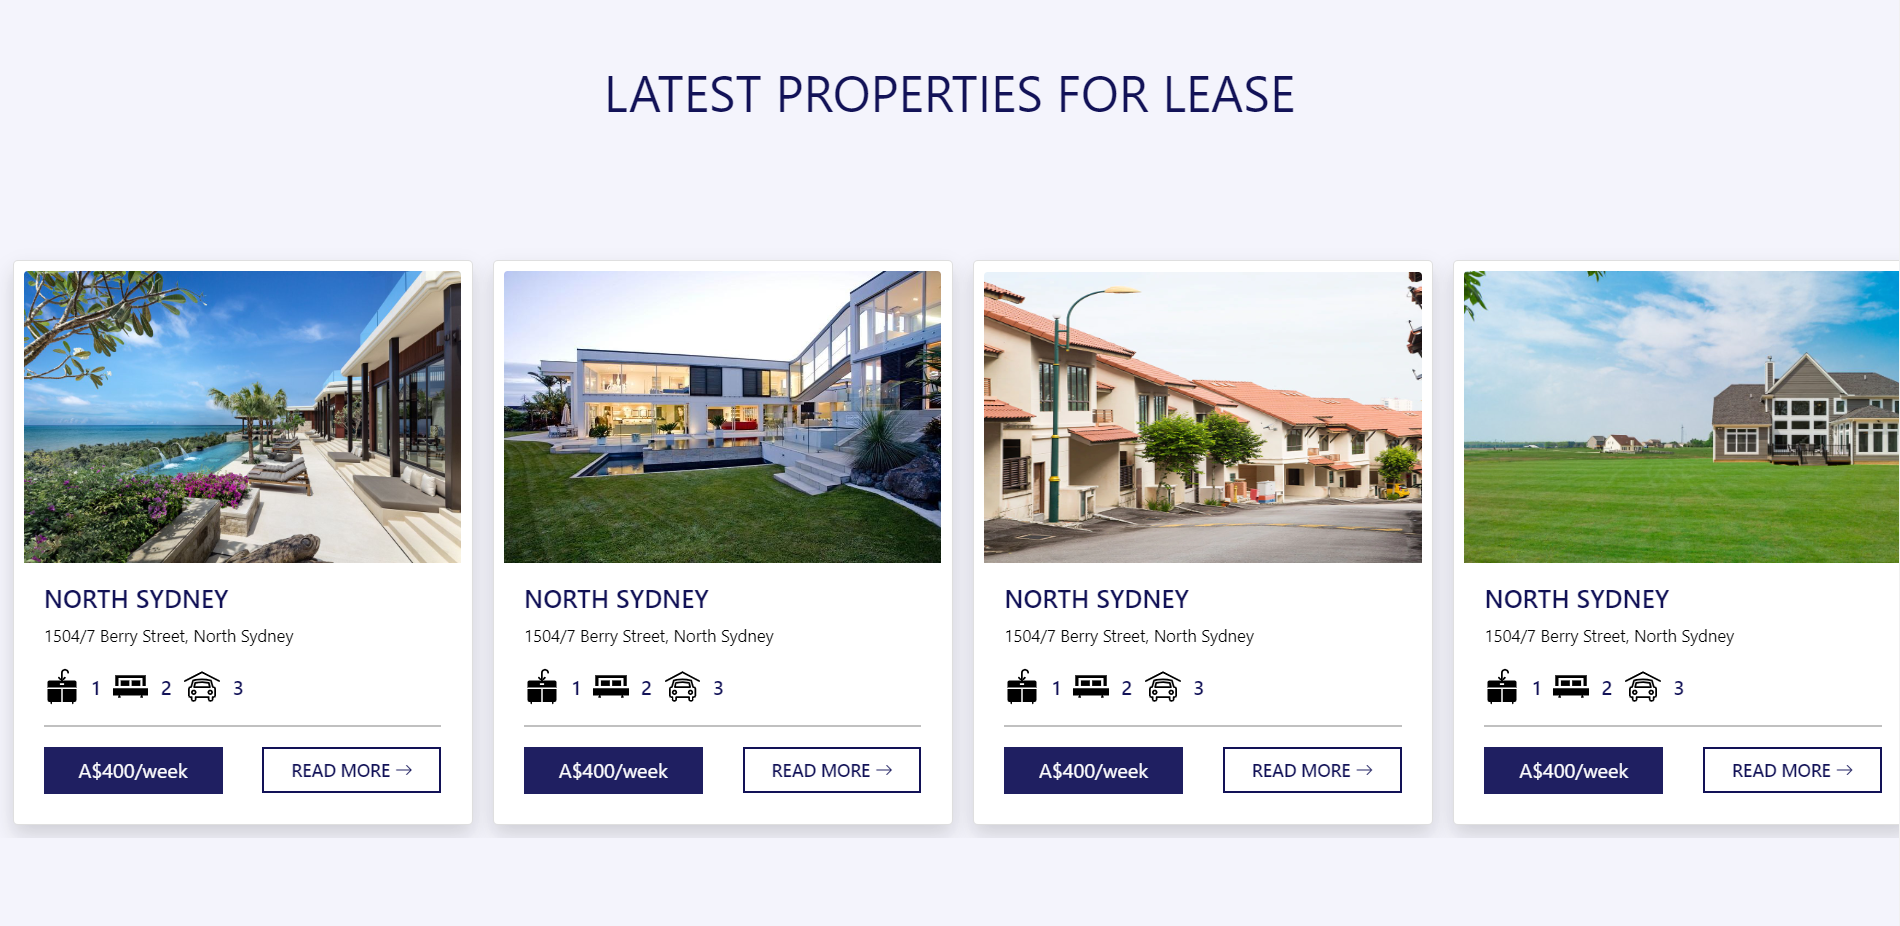 LATEST PROPERTIES FOR LEASE
NORTH SYDNEY
1504/7 Berry Street, North Sydney
1 2 3
A$400/week READ MORE →
NORTH SYDNEY
1504/7 Berry Street, North Sydney
1 2 3
A$400/week READ MORE →
NORTH SYDNEY
1504/7 Berry Street, North Sydney
1 2 3
A$400/week READ MORE →
NORTH SYDNEY
1504/7 Berry Street, North Sydney
1 2 3
A$400/week READ MORE →